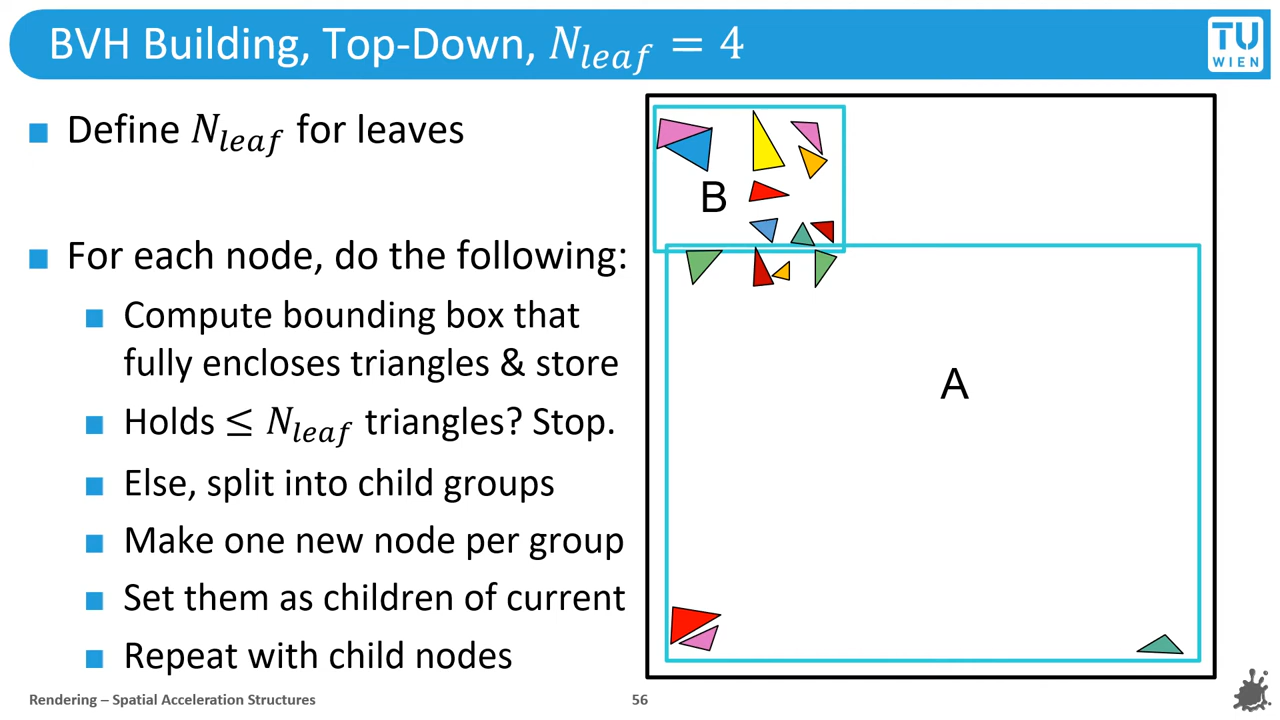 BVH Building, Top-Down, N_leaf = 4
TU
WIEN
Define N_leaf for leaves
For each node, do the following:
Compute bounding box that
fully encloses triangles & store
Holds ≤ N_leaf triangles? Stop.
Else, split into child groups
Make one new node per group
Set them as children of current
Repeat with child nodes
B
A
Rendering – Spatial Acceleration Structures
56